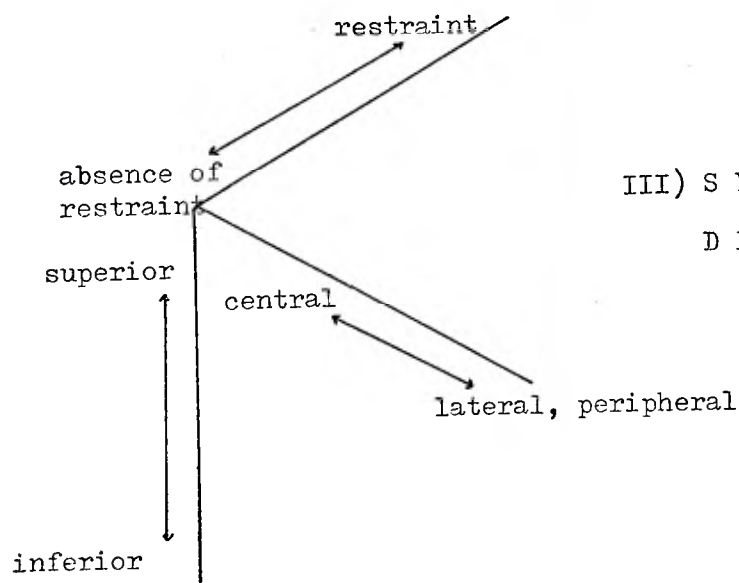 restraint
absence of
restraint
III) S
D
superior
central
lateral, peripheral
inferior